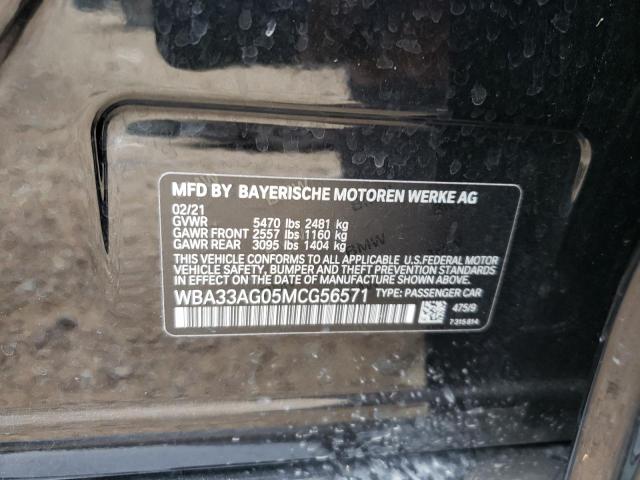 MFD BY BAYERISCHE MOTOREN WERKE AG
02/21
GVWR 5470 lbs 2481 kg
GAWR FRONT 2557 lbs 1160 kg
GAWR REAR 3095 lbs 1404 kg
THIS VEHICLE CONFORMS TO ALL APPLICABLE U.S.FEDERAL MOTOR
VEHICLE SAFETY, BUMPER, AND THEFT PREVENTION STANDARDS
IN EFFECT ON THE DATE OF MANUFACTURE SHOWN ABOVE.
WBA33AG05MCG56571 TYPE: PASSENGER CAR
475/9
7315814